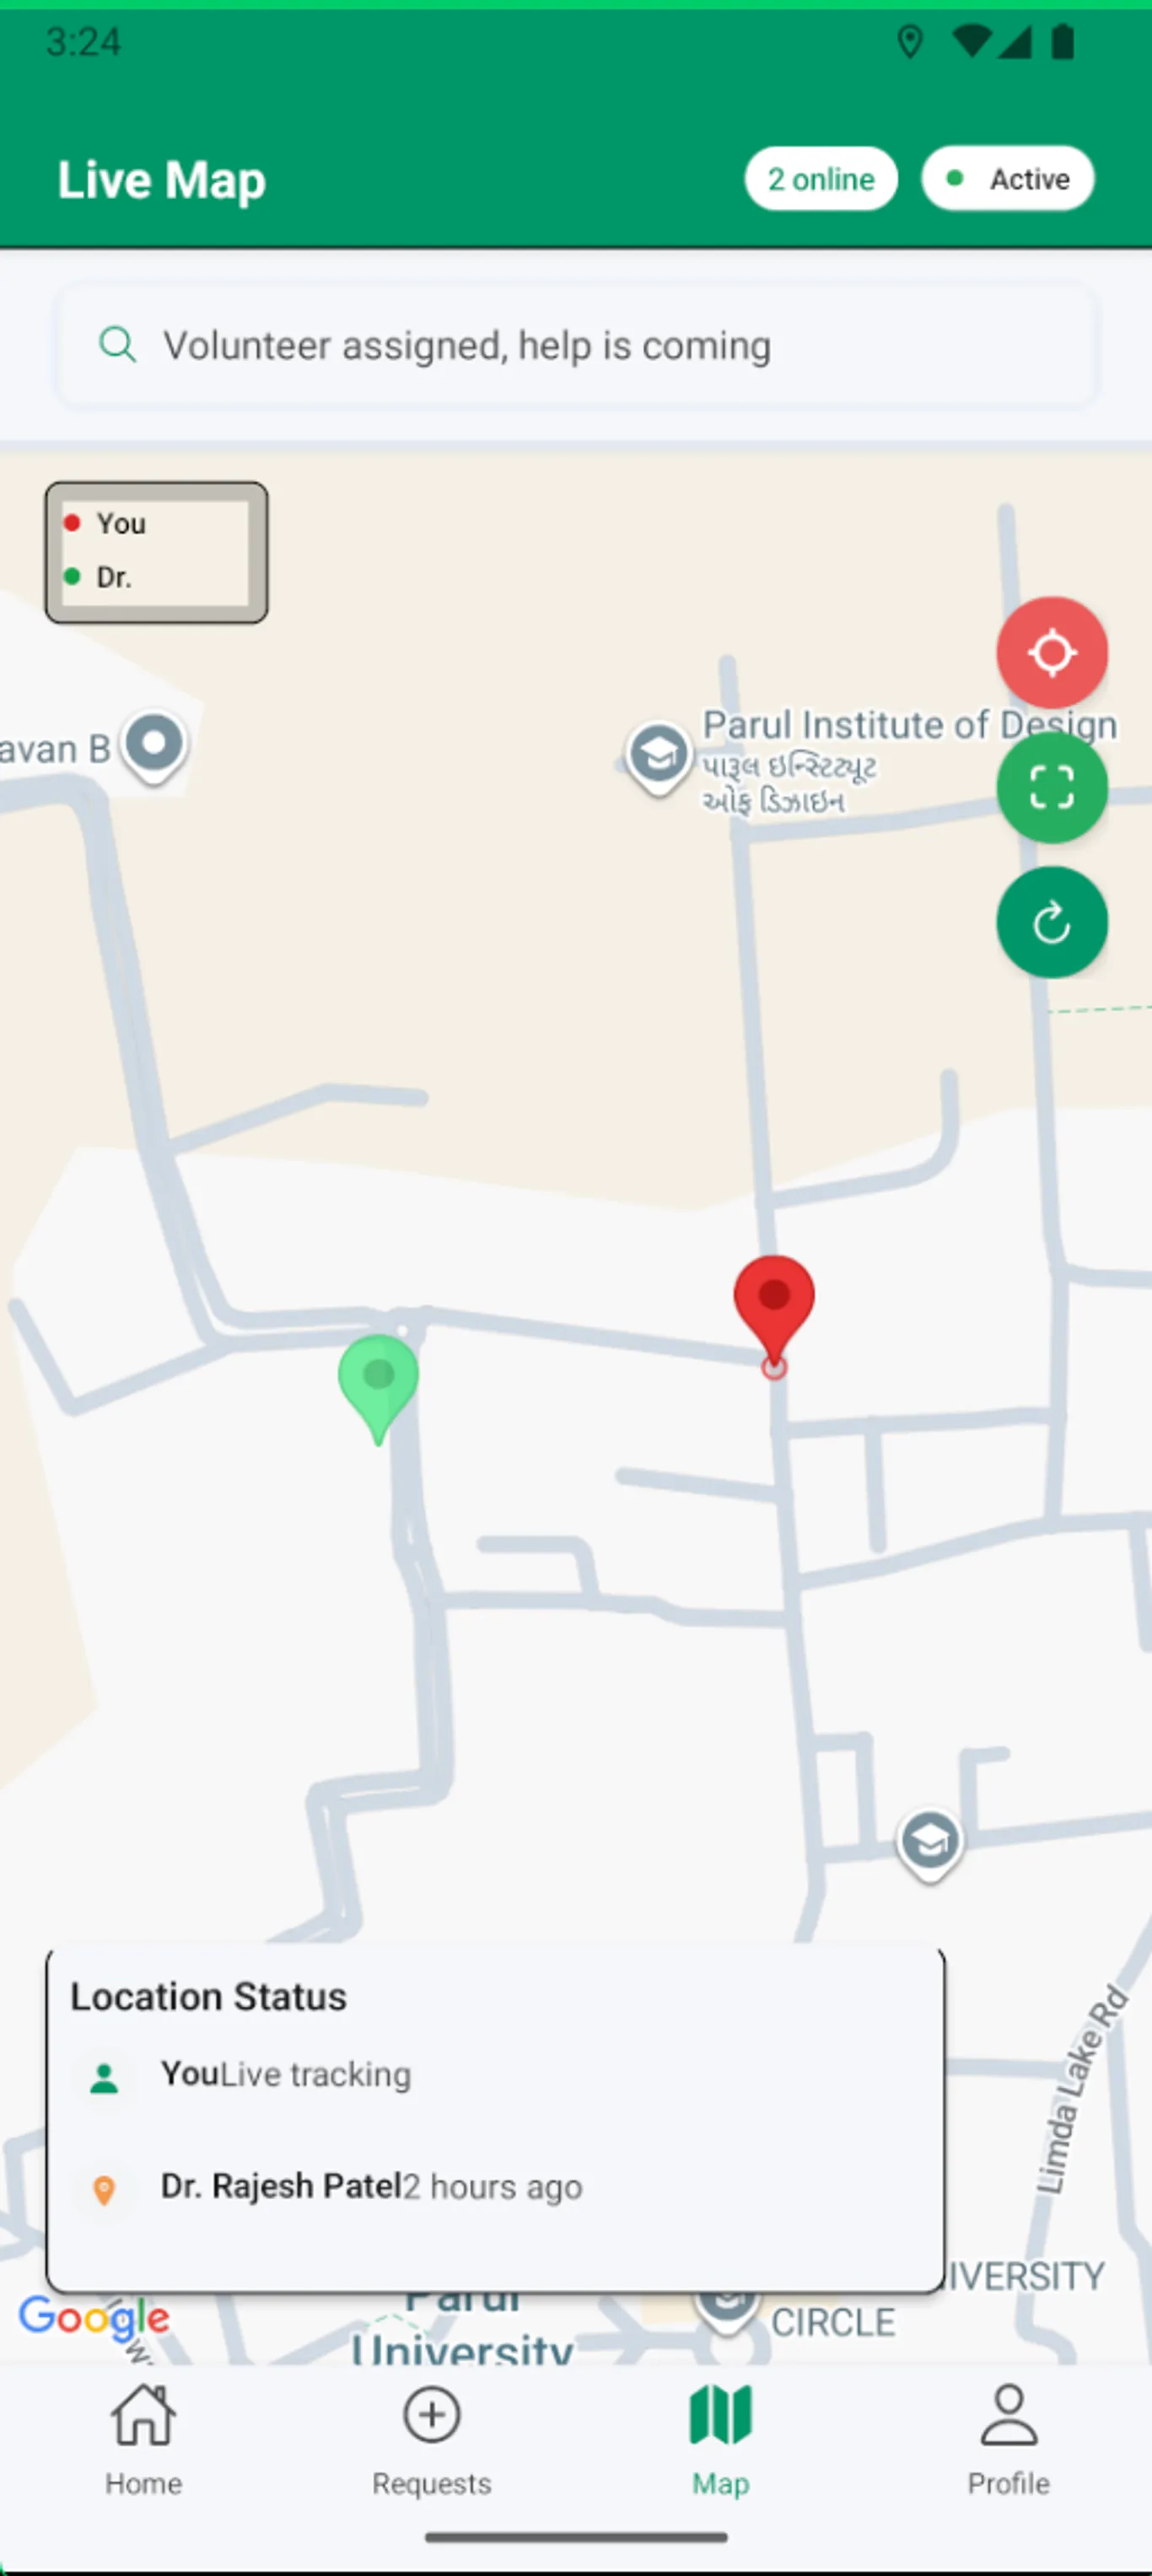 3:24
Live Map
2 online
Active
Volunteer assigned, help is coming
You
Dr.
avan B
Parul Institute of Design
પારૂલ ઇન્સ્ટિટ્યૂટ
ઓફ ડિઝાઇન
Location Status
YouLive tracking
Dr. Rajesh Patel2 hours ago
Limda Lake Rd
IVERSITY
CIRCLE
Parul
University
Google
W
Home
Requests
Map
Profile